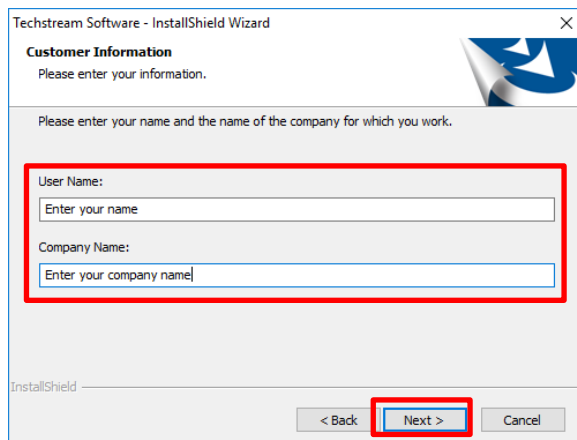 Techstream Software - InstallShield Wizard
Customer Information
Please enter your information.
Please enter your name and the name of the company for which you work.
User Name:
Enter your name
Company Name:
Enter your company name
InstallShield
< Back Next > Cancel